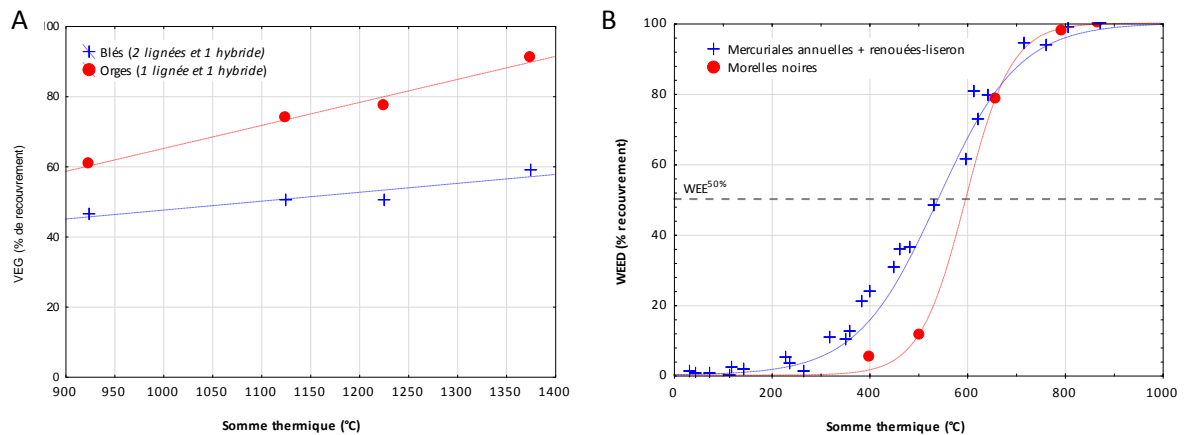 A
VEG (% de recouvrement)
100
80
60
40
20
0
Blés (2 lignées et 1 hybride)
Orges (1 lignée et 1 hybride)
900 950 1000 1050 1100 1150 1200 1250 1300 1350 1400
Somme thermique (°C)
B
WEED (% recouvrement)
100
80
60
40
20
0
Mercuriales annuelles + renouées-liseron
Morelles noires
WEE50%
0 200 400 600 800 1000
Somme thermique (°C)